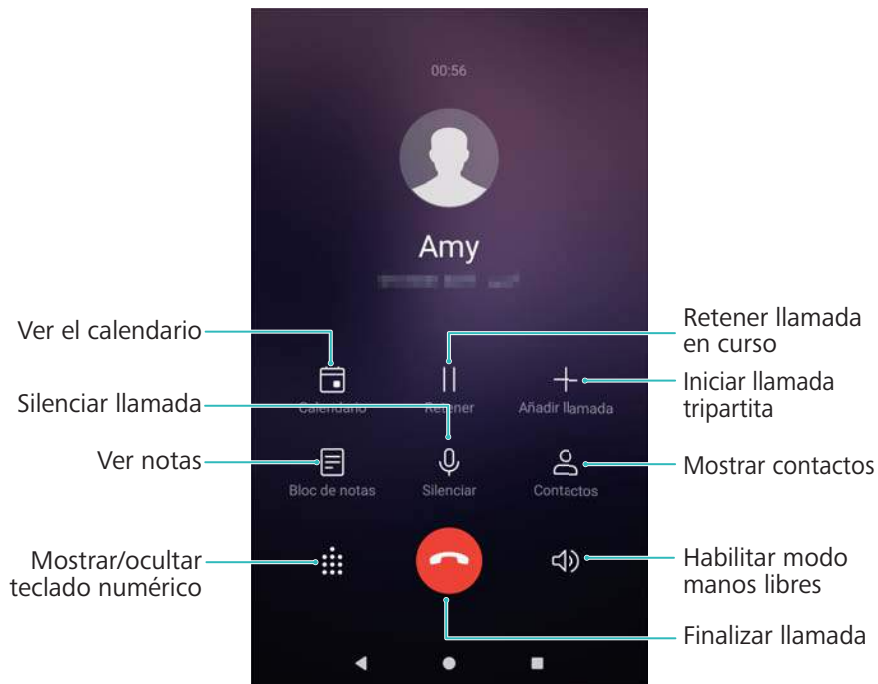 00:56
Amy
Ver el calendario
Retener llamada
en curso
Calendario
Retener
Añadir llamada
Iniciar llamada
tripartita
Silenciar llamada
Ver notas
Mostrar contactos
Bloc de notas
Silenciar
Contactos
Mostrar/ocultar
teclado numérico
Habilitar modo
manos libres
Finalizar llamada